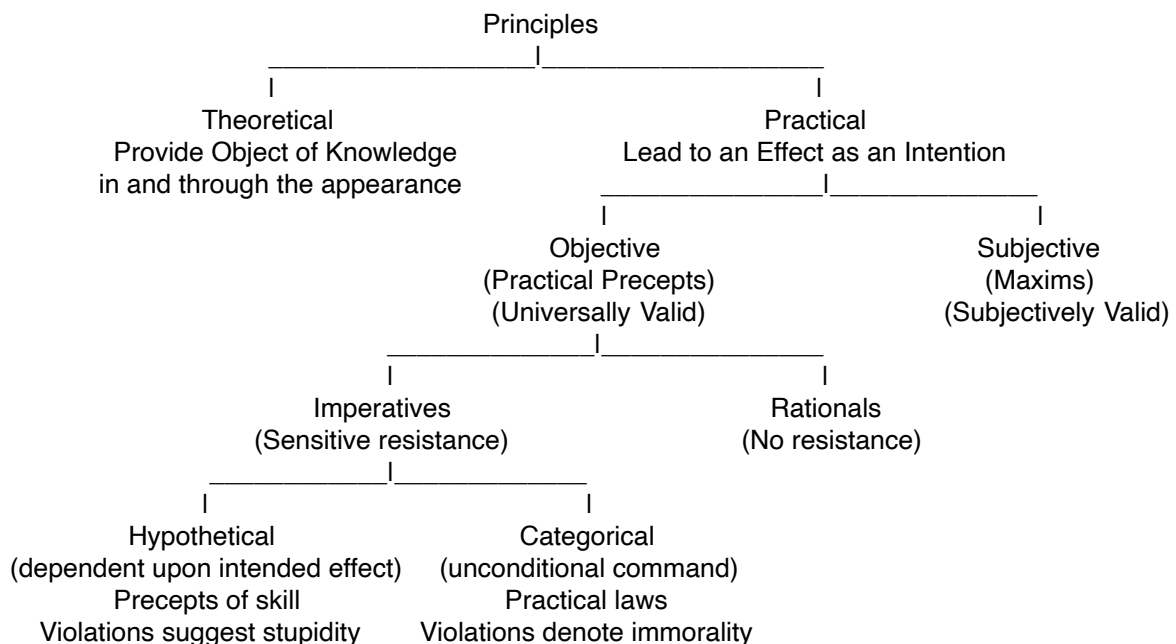 Principles
Theoretical
Provide Object of Knowledge
in and through the appearance
Practical
Lead to an Effect as an Intention
Objective
(Practical Precepts)
(Universally Valid)
Subjective
(Maxims)
(Subjectively Valid)
Imperatives
(Sensitive resistance)
Rationals
(No resistance)
Hypothetical
(dependent upon intended effect)
Precepts of skill
Violations suggest stupidity
Categorical
(unconditional command)
Practical laws
Violations denote immorality